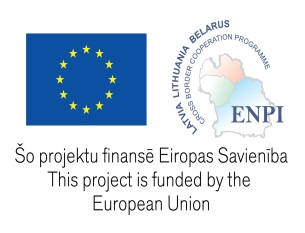 LATVIA LITHUANIA BELARUS
CROSS BORDER COOPERATION PROGRAMME
ENPI
Šo projektu finansē Eiropas Savienība
This project is funded by the
European Union